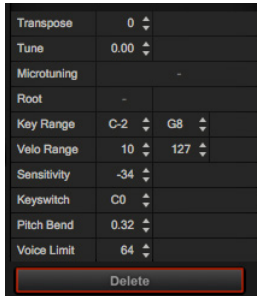 Transpose 0
Tune 0.00
Microtuning -
Root -
Key Range C-2 G8
Velo Range 10 127
Sensitivity -34
Keyswitch C0
Pitch Bend 0.32
Voice Limit 64
Delete